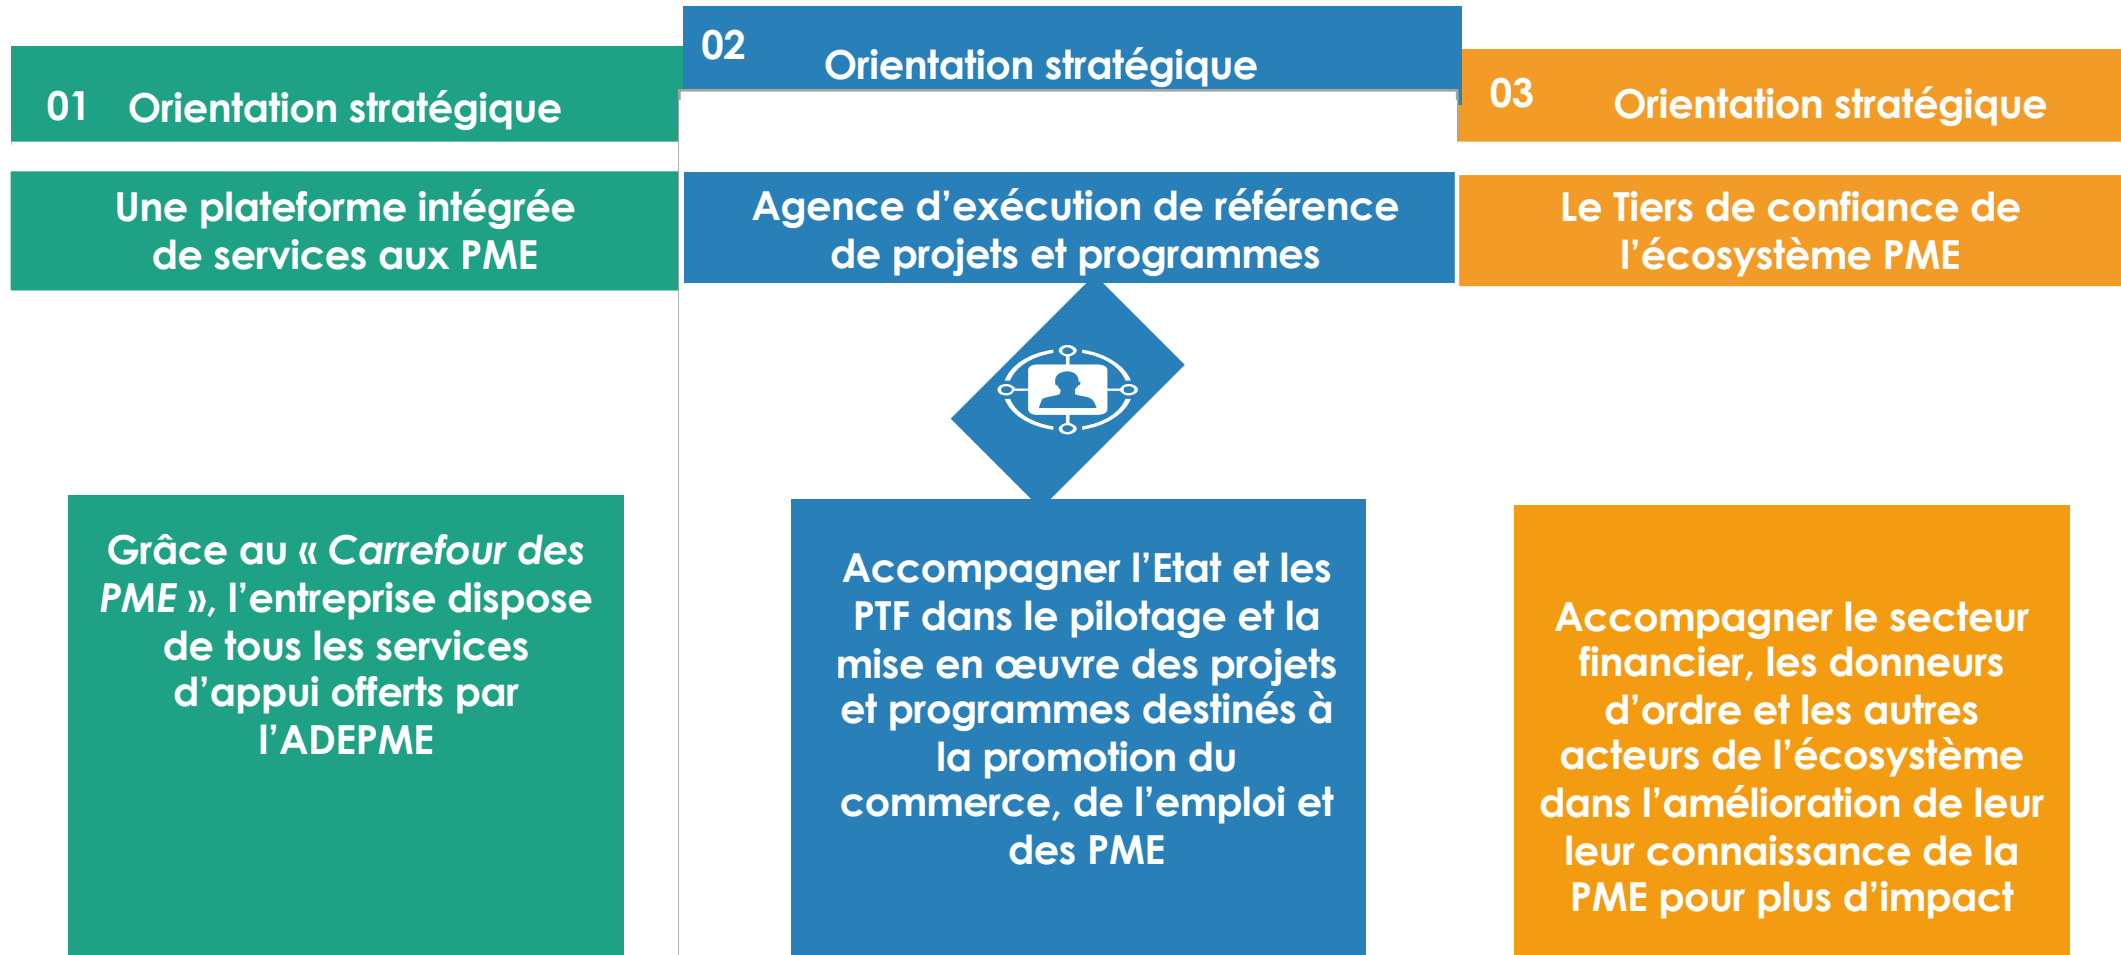 01 Orientation stratégique
Une plateforme intégrée
de services aux PME
Grâce au « Carrefour des
PME », l’entreprise dispose
de tous les services
d’appui offerts par
l’ADEPME
02 Orientation stratégique
Agence d’exécution de référence
de projets et programmes
Accompagner l’Etat et les
PTF dans le pilotage et la
mise en œuvre des projets
et programmes destinés à
la promotion du
commerce, de l’emploi et
des PME
03 Orientation stratégique
Le Tiers de confiance de
l’écosystème PME
Accompagner le secteur
financier, les donneurs
d’ordre et les autres
acteurs de l’écosystème
dans l’amélioration de leur
leur connaissance de la
PME pour plus d’impact